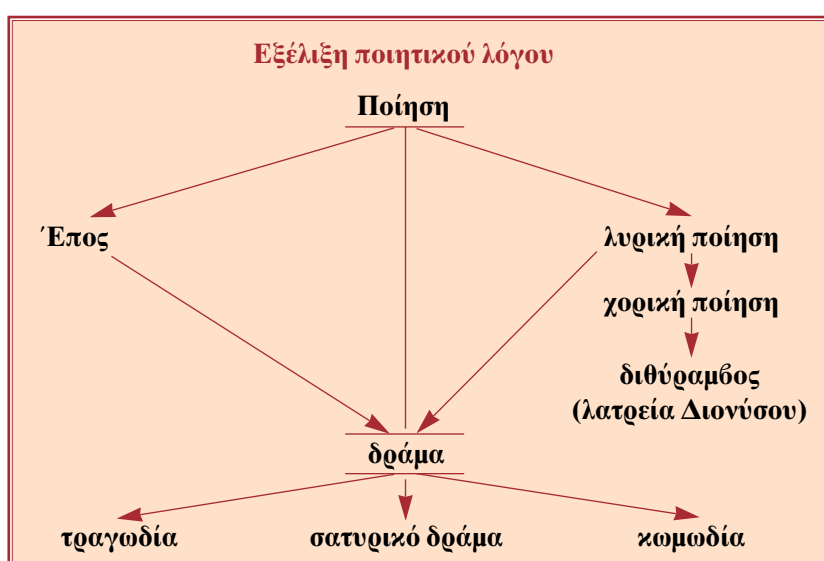 Εξέλιξη ποιητικού λόγου
Ποίηση
Έπος
λυρική ποίηση
χορική ποίηση
διθύραμβος
(λατρεία Διονύσου)
δράμα
τραγωδία
σατυρικό δράμα
κωμωδία